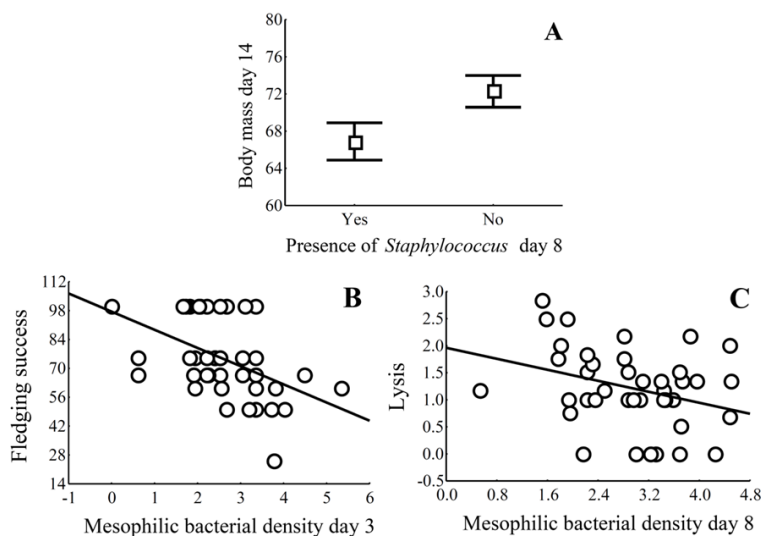 80
76
72
68
64
60
Body mass day 14
A
Yes No
Presence of Staphylococcus day 8
112
98
84
70
56
42
28
14
Fledging success
B
-1 0 1 2 3 4 5 6
Mesophilic bacterial density day 3
3.0
2.5
2.0
1.5
1.0
0.5
0.0
-0.5
Lysis
C
0.0 0.8 1.6 2.4 3.2 4.0 4.8
Mesophilic bacterial density day 8